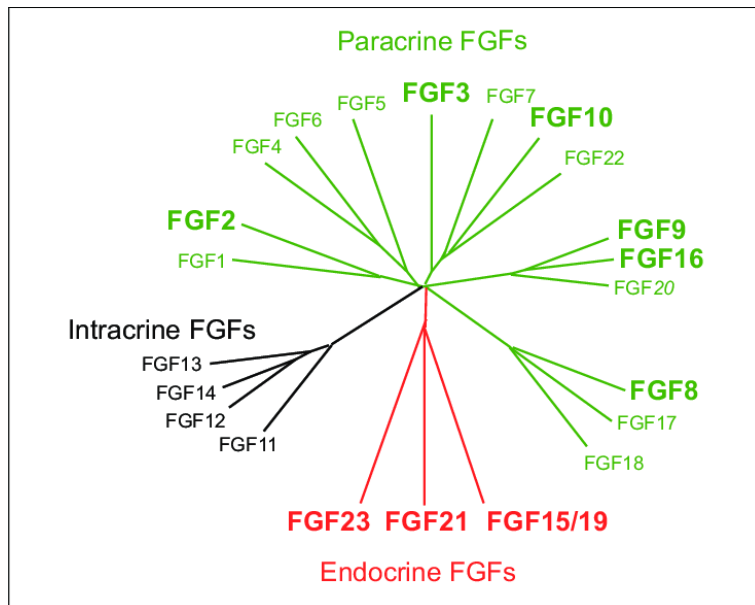 Paracrine FGFs
FGF3
FGF7
FGF5
FGF10
FGF6
FGF4
FGF22
FGF2
FGF9
FGF1
FGF16
FGF20
Intracrine FGFs
FGF13
FGF14
FGF8
FGF12
FGF17
FGF11
FGF18
FGF23 FGF21 FGF15/19
Endocrine FGFs